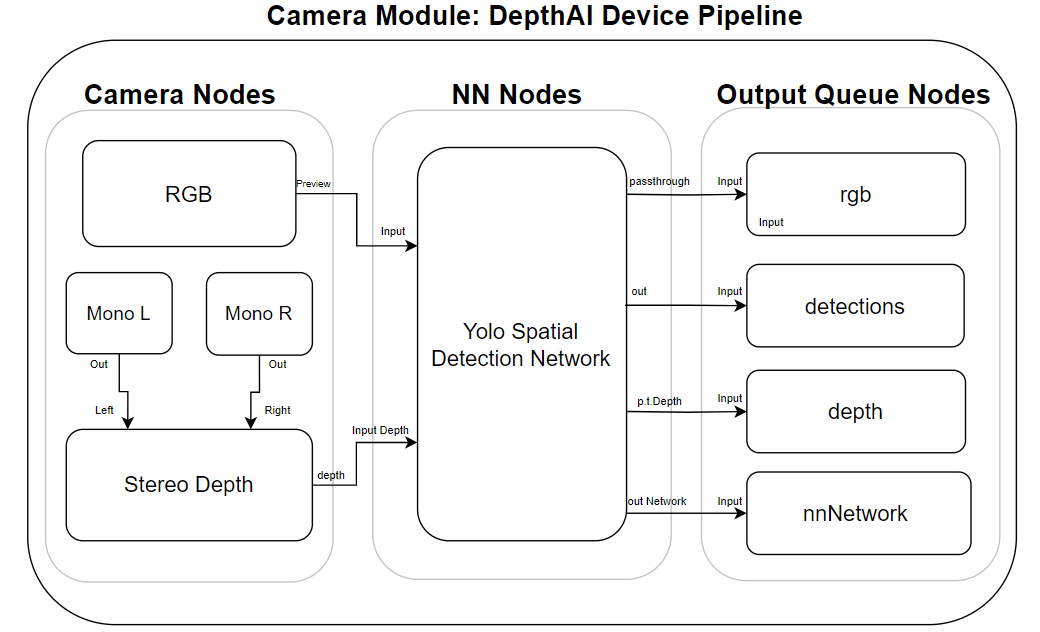 Camera Module: DepthAI Device Pipeline
Camera Nodes
NN Nodes
Output Queue Nodes
RGB
Preview
Input
Mono L
Mono R
Out
Out
Left
Right
Stereo Depth
depth
Input Depth
Yolo Spatial
Detection Network
passthrough
Input
rgb
Input
out
Input
detections
p.t.Depth
Input
depth
out Network
Input
nnNetwork